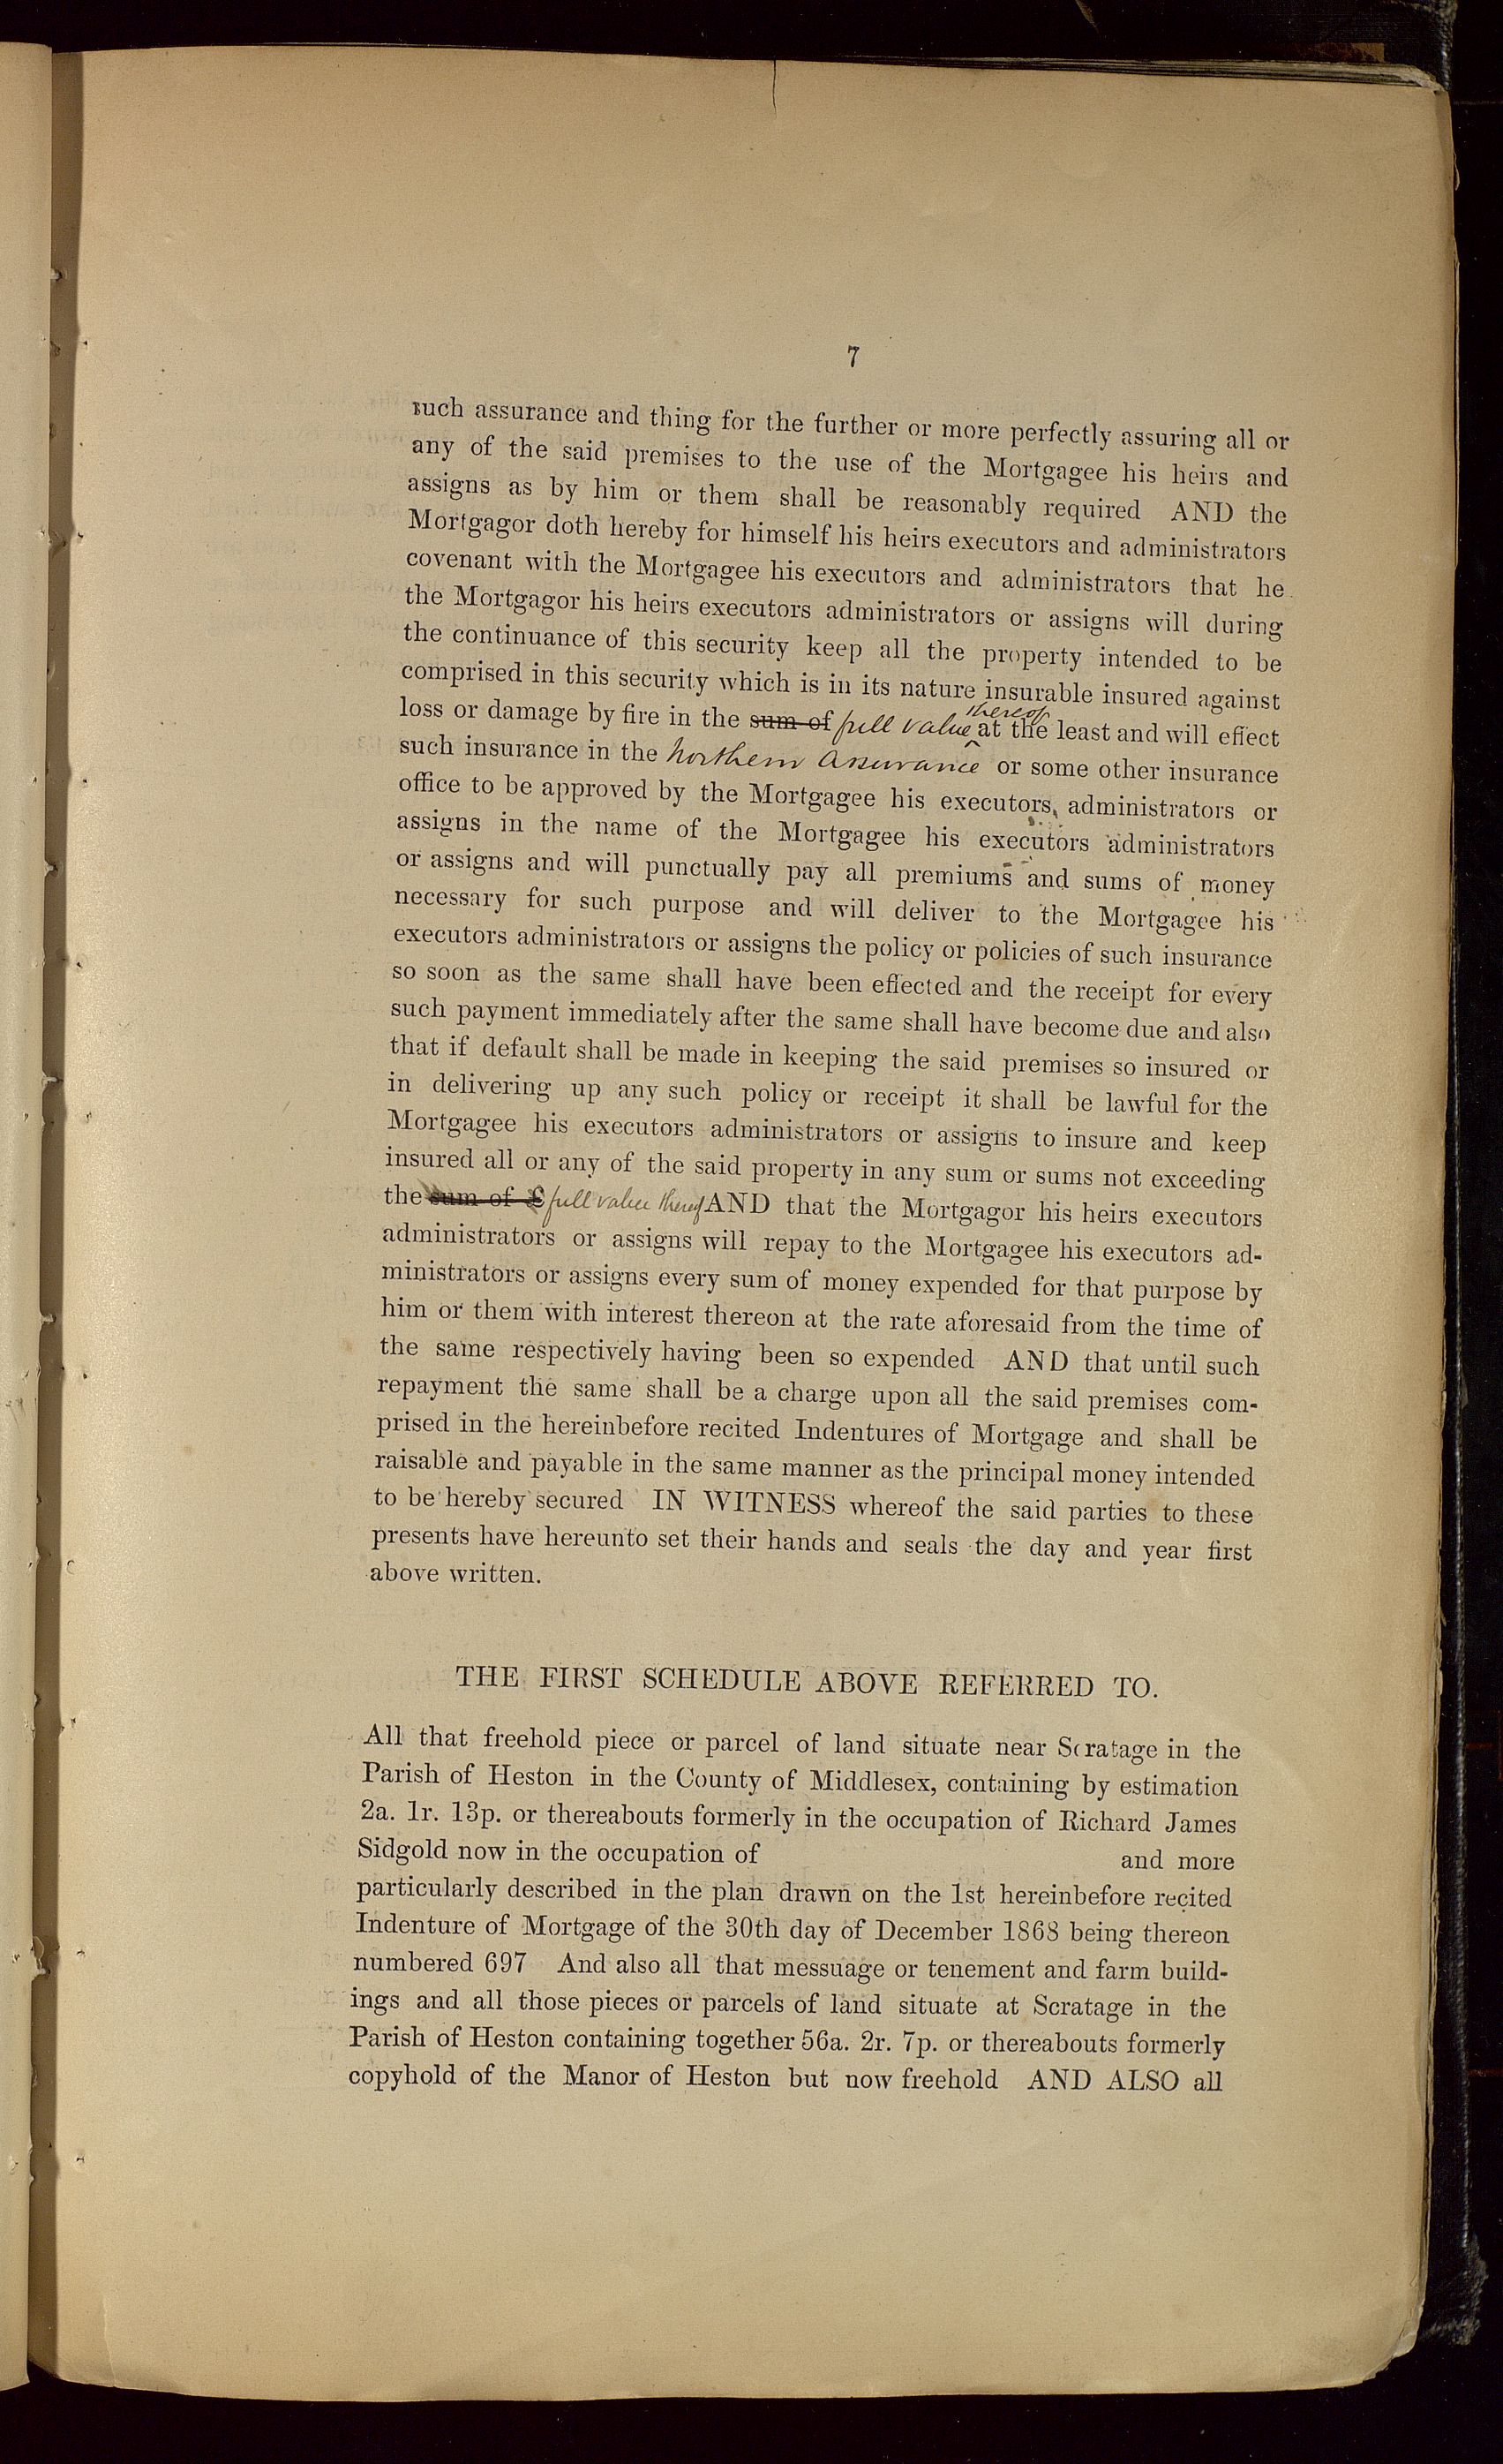 7
such assurance and thing for the further or more perfectly assuring all or
any of the said premises to the use of the Mortgagee his heirs and
assigns as by him or them shall be reasonably required AND the
Mortgagor doth hereby for himself his heirs executors and administrators
covenant with the Mortgagee his executors and administrators that he
the Mortgagor his heirs executors administrators or assigns will during
the continuance of this security keep all the property intended to be
comprised in this security which is in its nature insurable insured against
loss or damage by fire in the sum of full value thereof at the least and will effect
such insurance in the Northern Assurance or some other insurance
office to be approved by the Mortgagee his executors, administrators or
assigns in the name of the Mortgagee his executors administrators
or assigns and will punctually pay all premiums and sums of money
necessary for such purpose and will deliver to the Mortgagee his
executors administrators or assigns the policy or policies of such insurance
so soon as the same shall have been effected and the receipt for every
such payment immediately after the same shall have become due and also
that if default shall be made in keeping the said premises so insured or
in delivering up any such policy or receipt it shall be lawful for the
Mortgagee his executors administrators or assigns to insure and keep
insured all or any of the said property in any sum or sums not exceeding
the sum of £ full value thereof AND that the Mortgagor his heirs executors
administrators or assigns will repay to the Mortgagee his executors ad-
ministrators or assigns every sum of money expended for that purpose by
him or them with interest thereon at the rate aforesaid from the time of
the same respectively having been so expended AND that until such
repayment the same shall be a charge upon all the said premises com-
prised in the hereinbefore recited Indentures of Mortgage and shall be
raisable and payable in the same manner as the principal money intended
to be hereby secured IN WITNESS whereof the said parties to these
presents have hereunto set their hands and seals the day and year first
above written.
THE FIRST SCHEDULE ABOVE REFERRED TO.
All that freehold piece or parcel of land situate near Scratage in the
Parish of Heston in the County of Middlesex, containing by estimation
2a. 1r. 13p. or thereabouts formerly in the occupation of Richard James
Sidgold now in the occupation of and more
particularly described in the plan drawn on the 1st hereinbefore recited
Indenture of Mortgage of the 30th day of December 1868 being thereon
numbered 697 And also all that messuage or tenement and farm build-
ings and all those pieces or parcels of land situate at Scratage in the
Parish of Heston containing together 56a. 2r. 7p. or thereabouts formerly
copyhold of the Manor of Heston but now freehold AND ALSO all